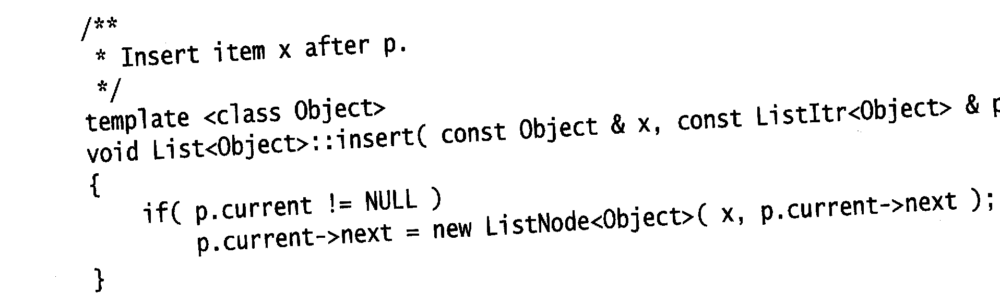 /**
 * Insert item x after p.
 */
template <class Object>
void List<Object>::insert( const Object & x, const ListItr<Object> & p
{
    if( p.current != NULL )
        p.current->next = new ListNode<Object>( x, p.current->next );
}